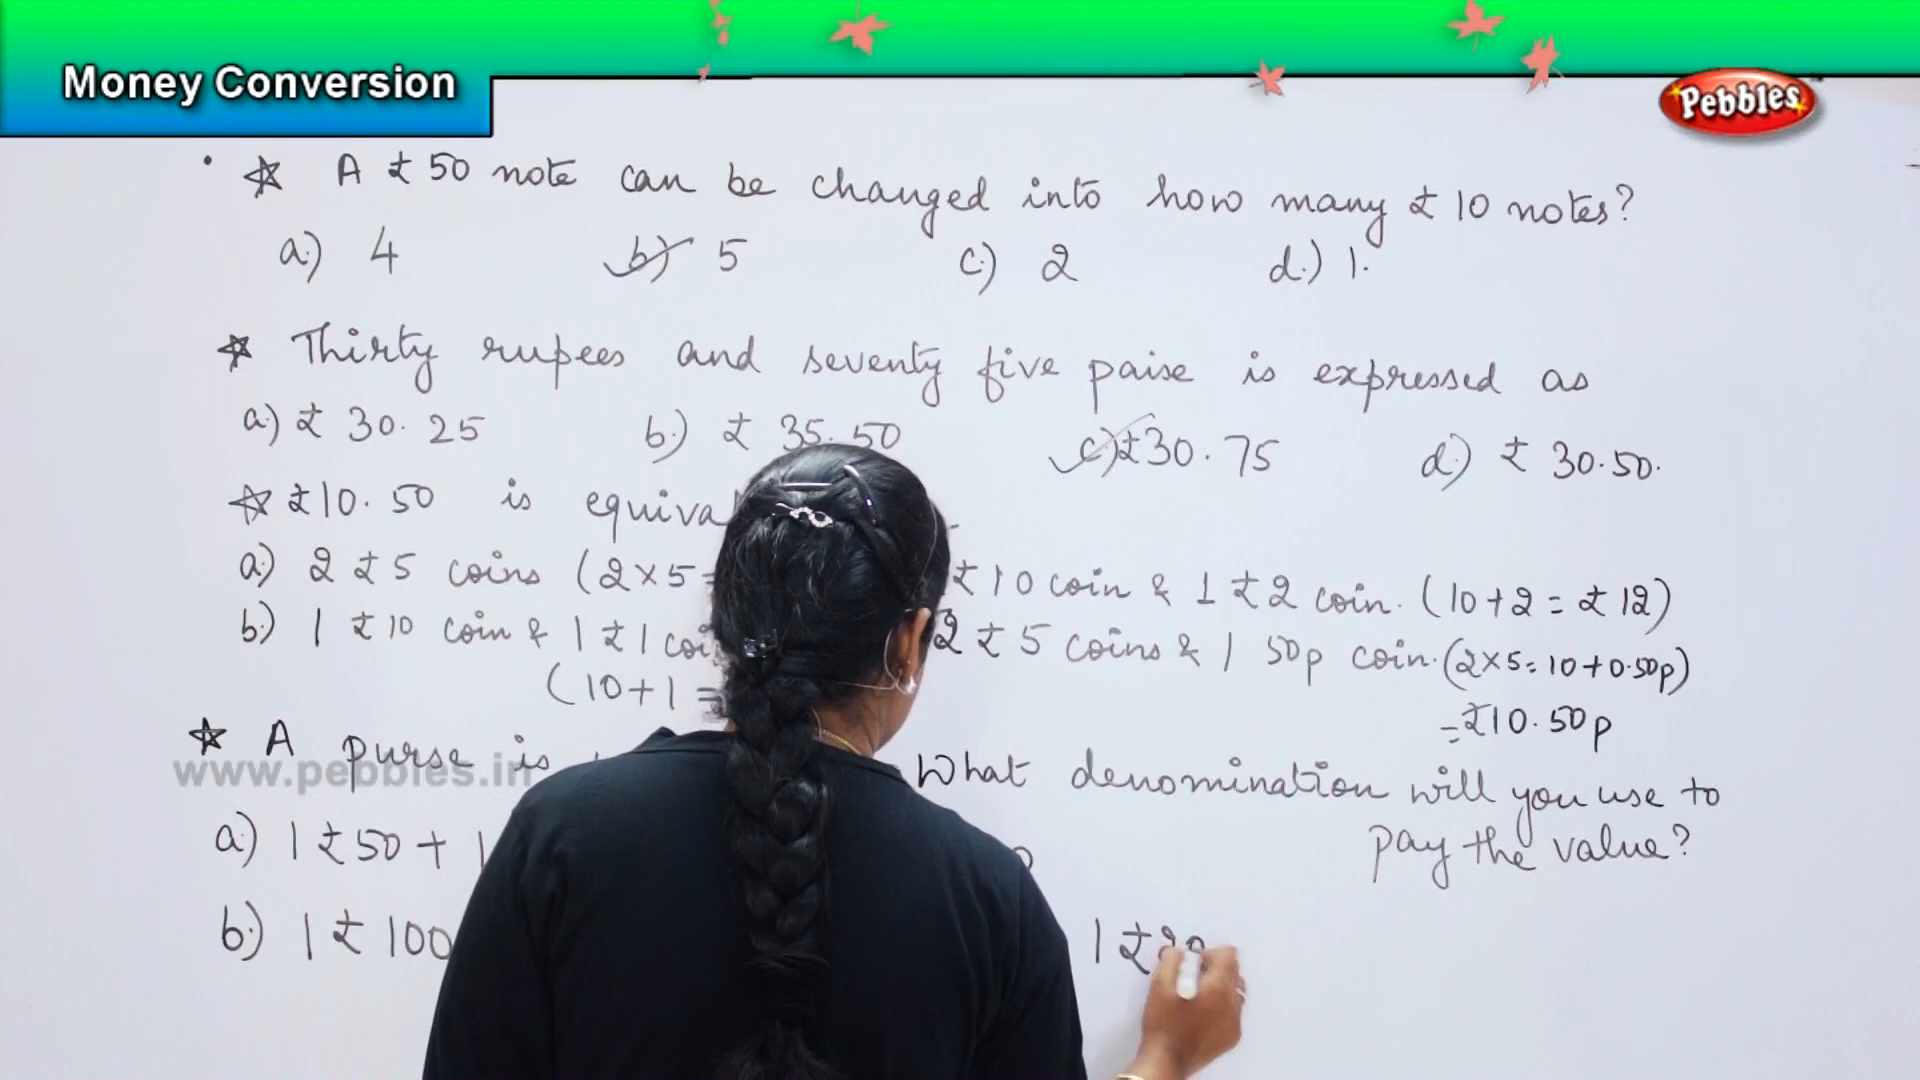 Money Conversion
Pebbles
☆ A ₹ 50 note can be changed into how many ₹ 10 notes?
a.) 4 b.) 5 c.) 2 d.) 1.
☆ Thirty rupees and seventy five paise is expressed as
a.) ₹ 30.25 b.) ₹ 35.50 c.) ₹30.75 d.) ₹ 30.50.
☆ ₹10.50 is
a.) 2 ₹5 coins (2×5= ₹10 coin & 1 ₹2 coin. (10+2 = ₹ 12)
b.) 1 ₹10 coin & 1 ₹1 2 ₹ 5 coins & 1 50p coin. (2×5=10+0.50p)
(10+1 = =₹10.50p
☆ A purse is What denomination will you use to
www.pebbles.in
a.) 1 ₹50 + 1 pay the value?
b.) 1 ₹ 100 1 ₹20